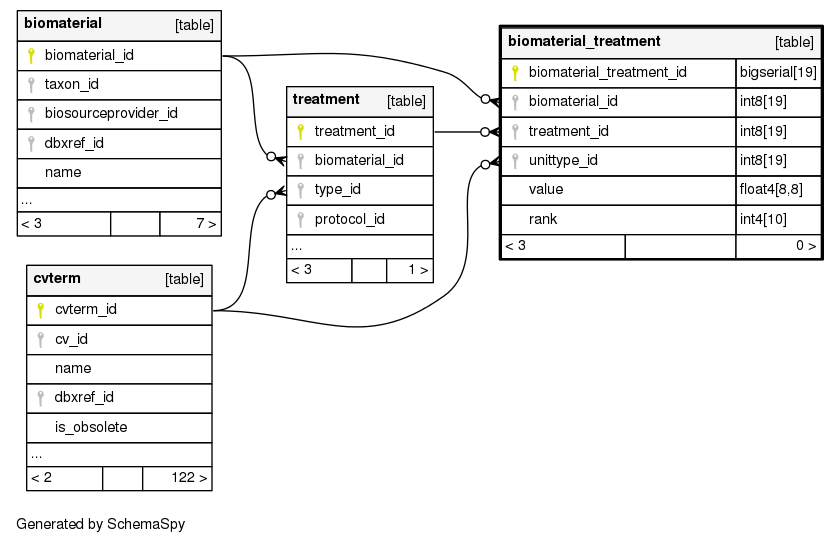 biomaterial [table]
biomaterial_id
taxon_id
biosourceprovider_id
dbxref_id
name
...
< 3 7 >
treatment [table]
treatment_id
biomaterial_id
type_id
protocol_id
...
< 3 1 >
biomaterial_treatment [table]
biomaterial_treatment_id bigserial[19]
biomaterial_id int8[19]
treatment_id int8[19]
unittype_id int8[19]
value float4[8,8]
rank int4[10]
< 3 0 >
cvterm [table]
cvterm_id
cv_id
name
dbxref_id
is_obsolete
...
< 2 122 >
Generated by SchemaSpy